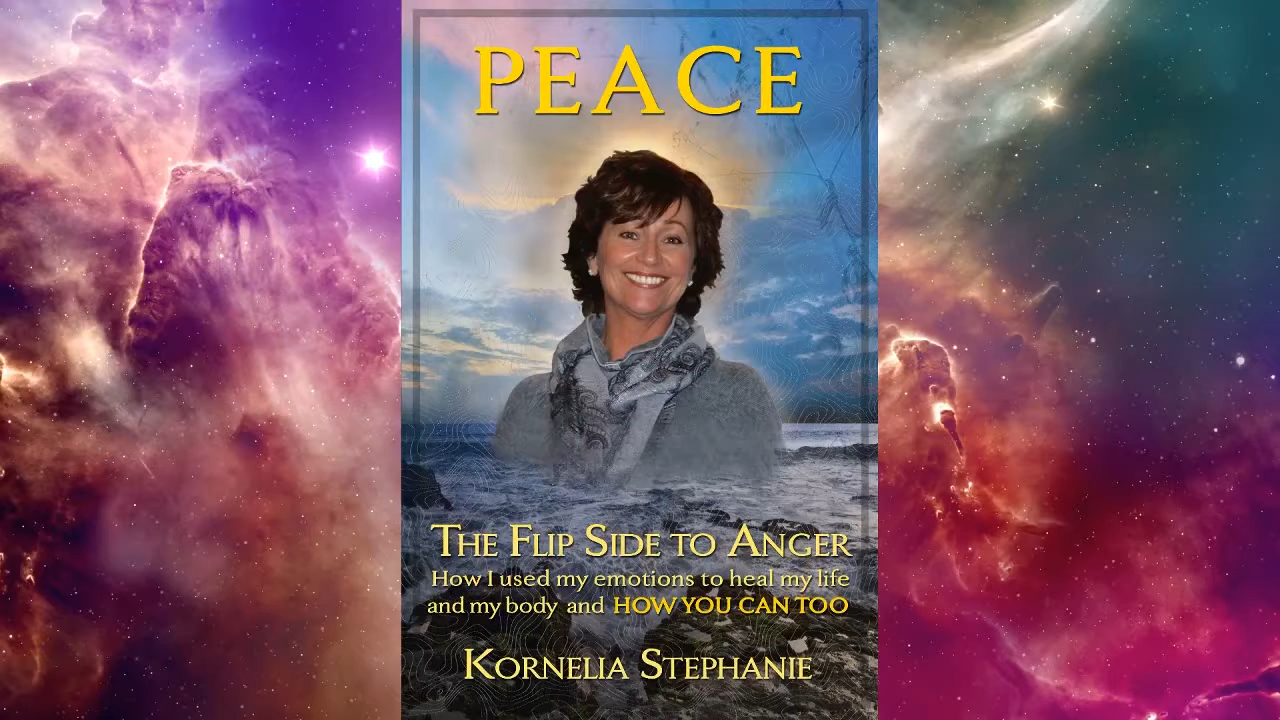 PEACE
THE FLIP SIDE TO ANGER
How I used my emotions to heal my life
and my body and HOW YOU CAN TOO
KORNELIA STEPHANIE